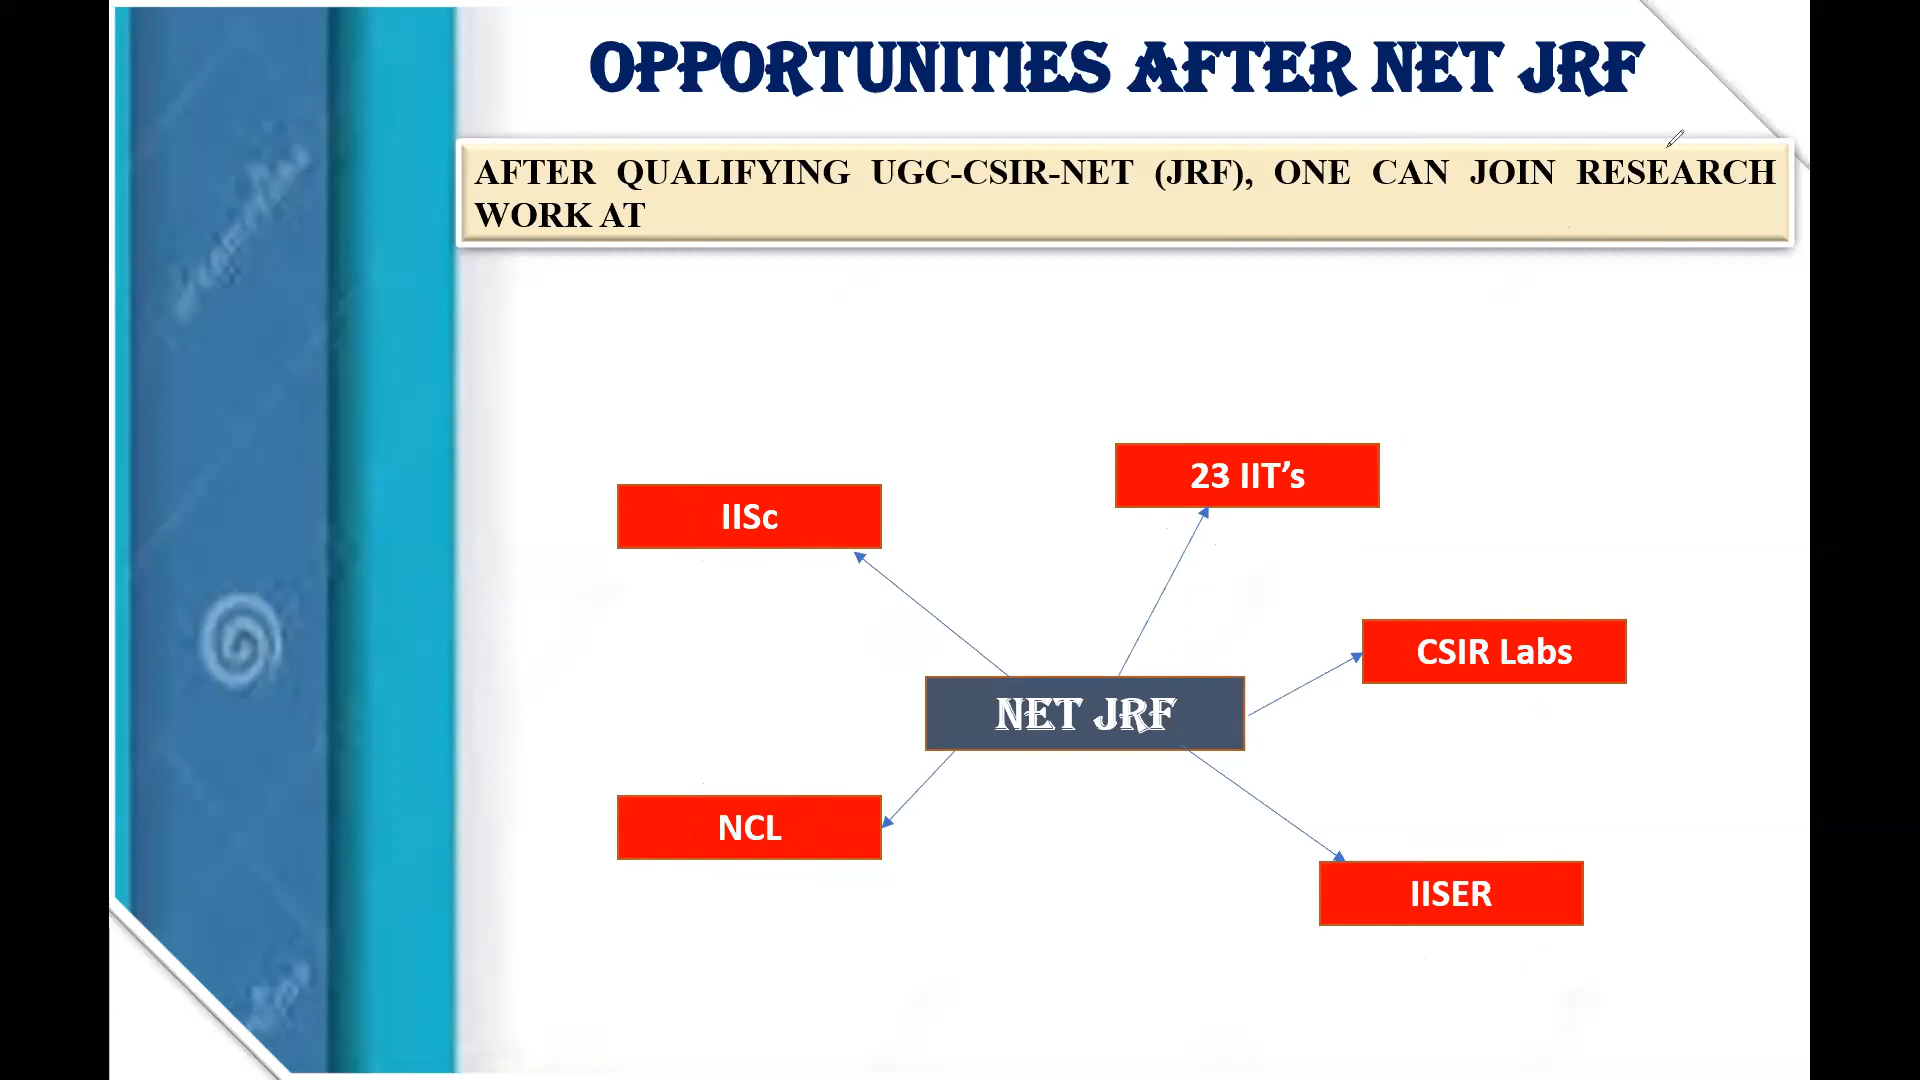 OPPORTUNITIES AFTER NET JRF
AFTER QUALIFYING UGC-CSIR-NET (JRF), ONE CAN JOIN RESEARCH
WORK AT
23 IIT’s
IISc
CSIR Labs
NET JRF
NCL
IISER